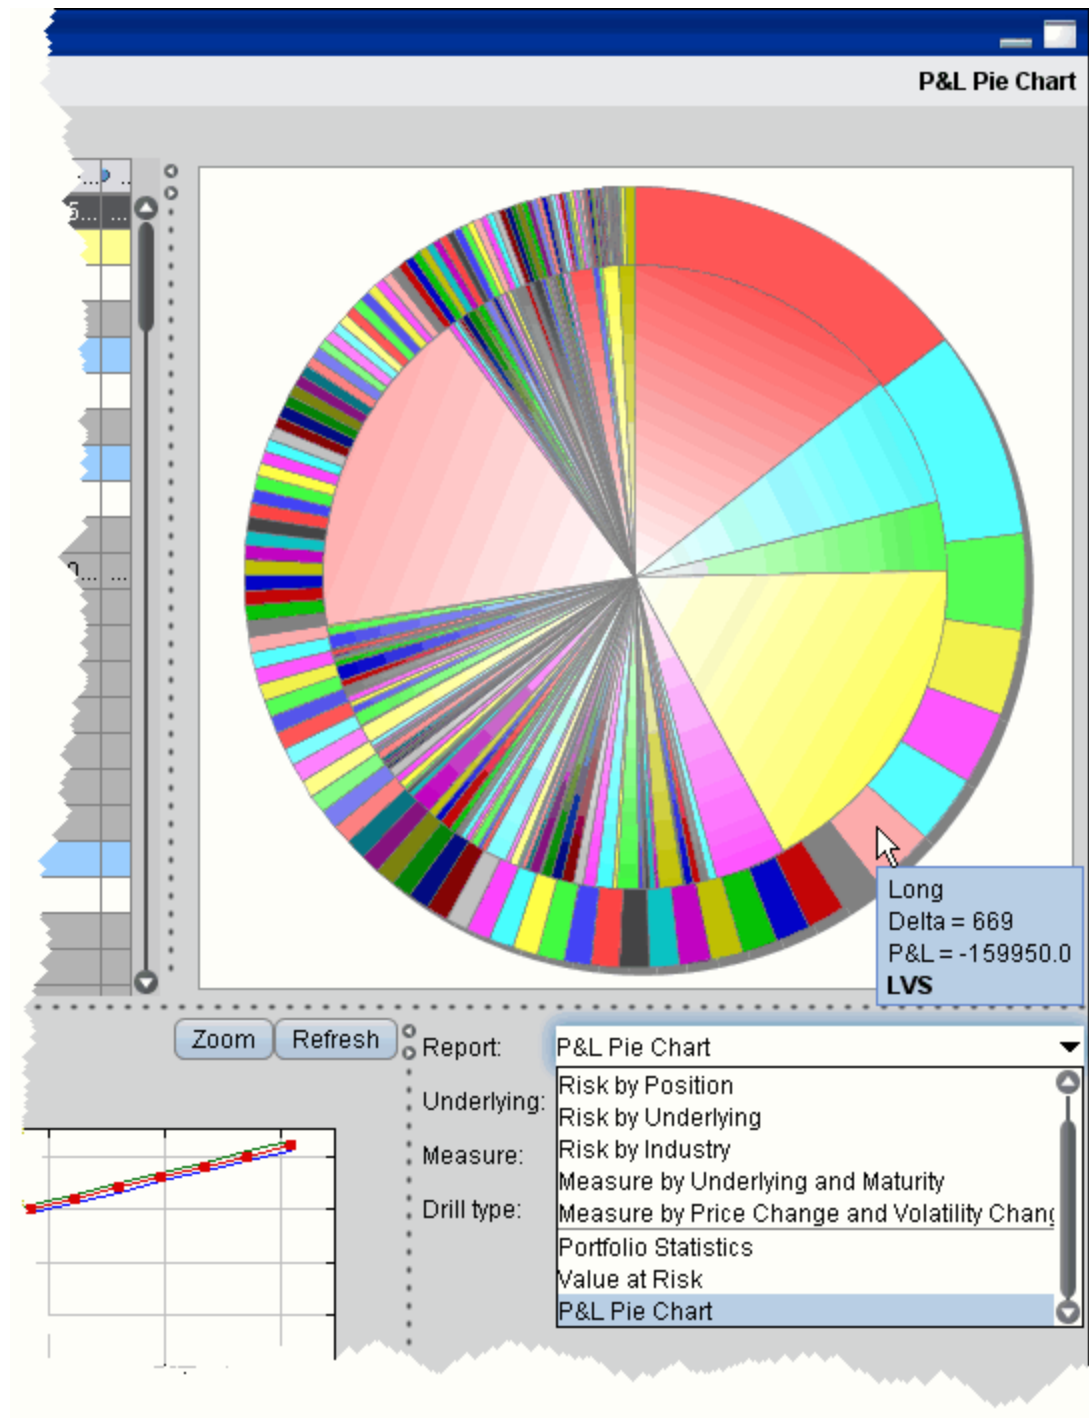 P&L Pie Chart
Long
Delta = 669
P&L = -159950.0
LVS
Zoom
Refresh
Report:
P&L Pie Chart
Underlying:
Measure:
Drill type:
Risk by Position
Risk by Underlying
Risk by Industry
Measure by Underlying and Maturity
Measure by Price Change and Volatility Chang
Portfolio Statistics
Value at Risk
P&L Pie Chart